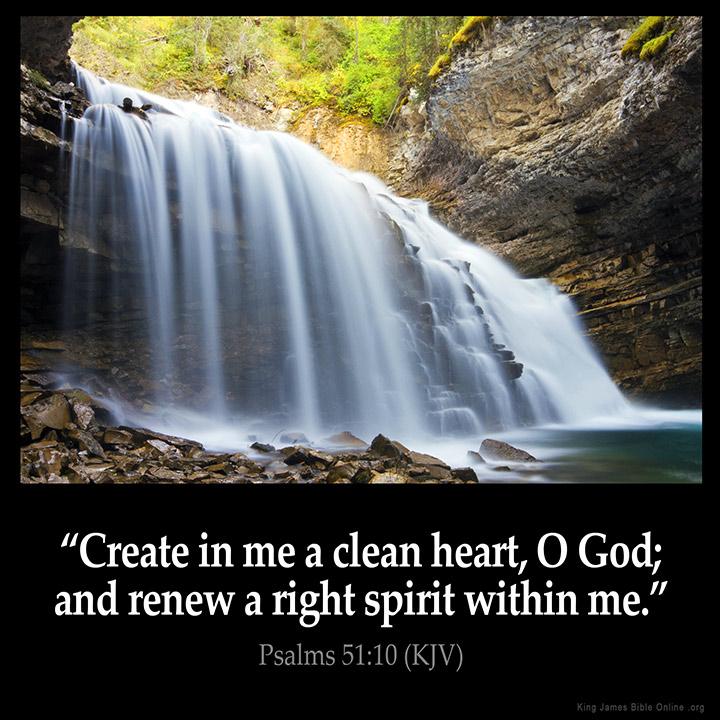 “Create in me a clean heart, O God;
and renew a right spirit within me.”
Psalms 51:10 (KJV)
King James Bible Online .org